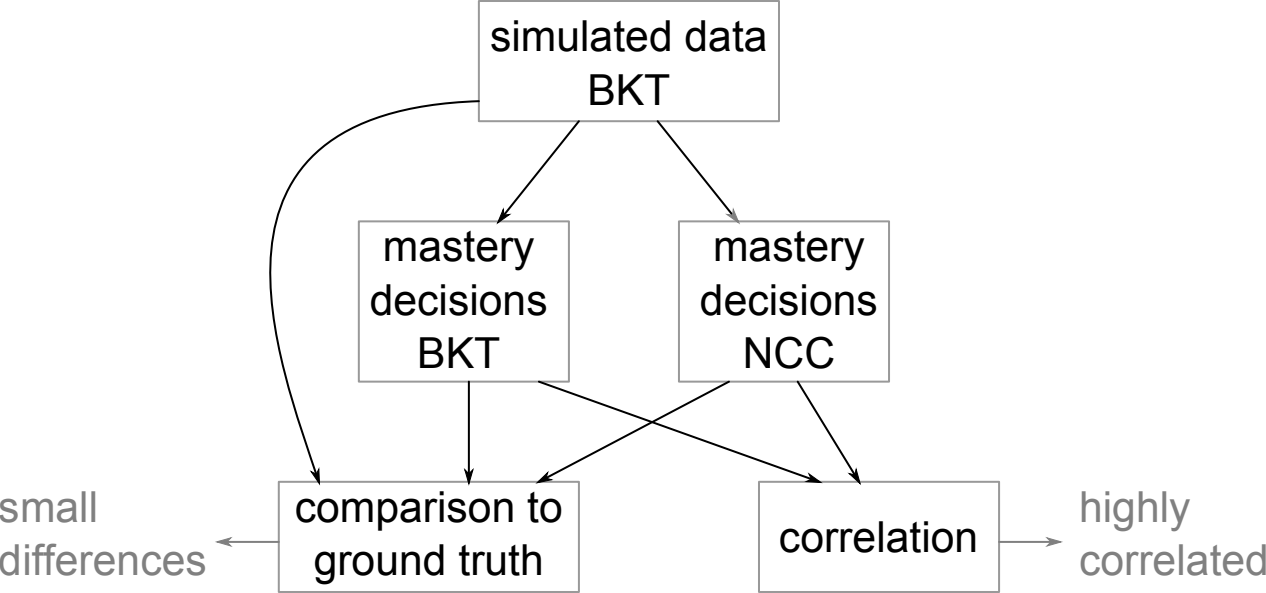 simulated data
BKT
mastery
decisions
BKT
mastery
decisions
NCC
small
differences
comparison to
ground truth
correlation
highly
correlated